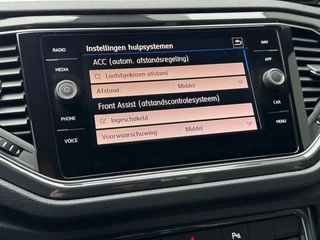 Instellingen hulpsystemen
RADIO
NAV
ACC (autom. afstandsregeling)
MEDIA
APP
Laatstgekozen afstand
Afstand: Middel
Front Assist (afstandscontrolesysteem)
CAR
PHONE
Ingeschakeld
MENU
VOICE
Voorwaarschuwing: Middel